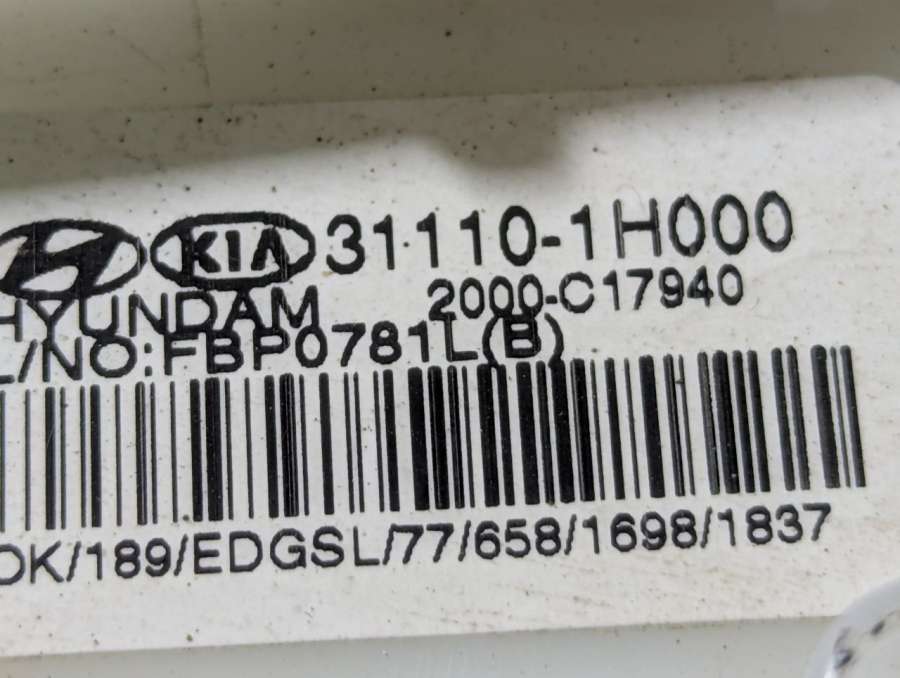 KIA 31110-1H000
HYUNDAM 2000-C17940
L/NO:FBP0781L(B)
OK/189/EDGSL/77/658/1698/1837